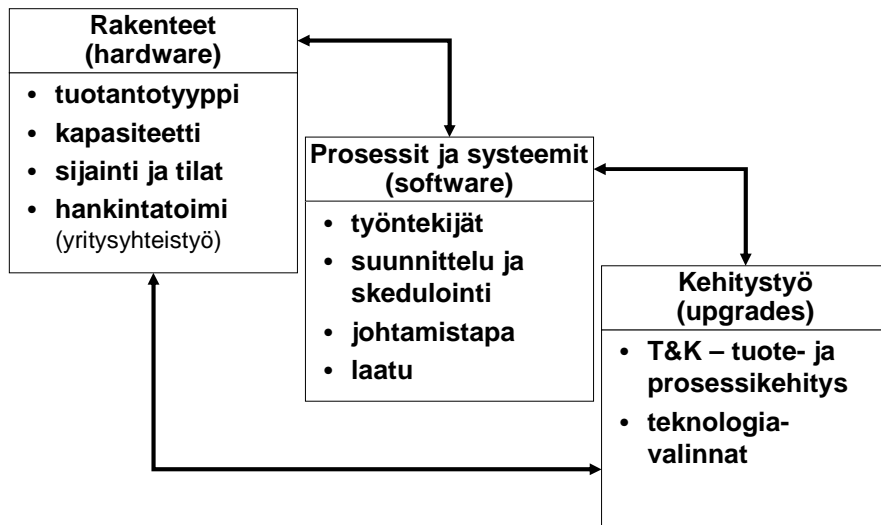 Rakenteet
(hardware)
• tuotantotyyppi
• kapasiteetti
• sijainti ja tilat
• hankintatoimi
(yritysyhteistyö)
Prosessit ja systeemit
(software)
• työntekijät
• suunnittelu ja
skedulointi
• johtamistapa
• laatu
Kehitystyö
(upgrades)
• T&K – tuote- ja
prosessikehitys
• teknologia-
valinnat